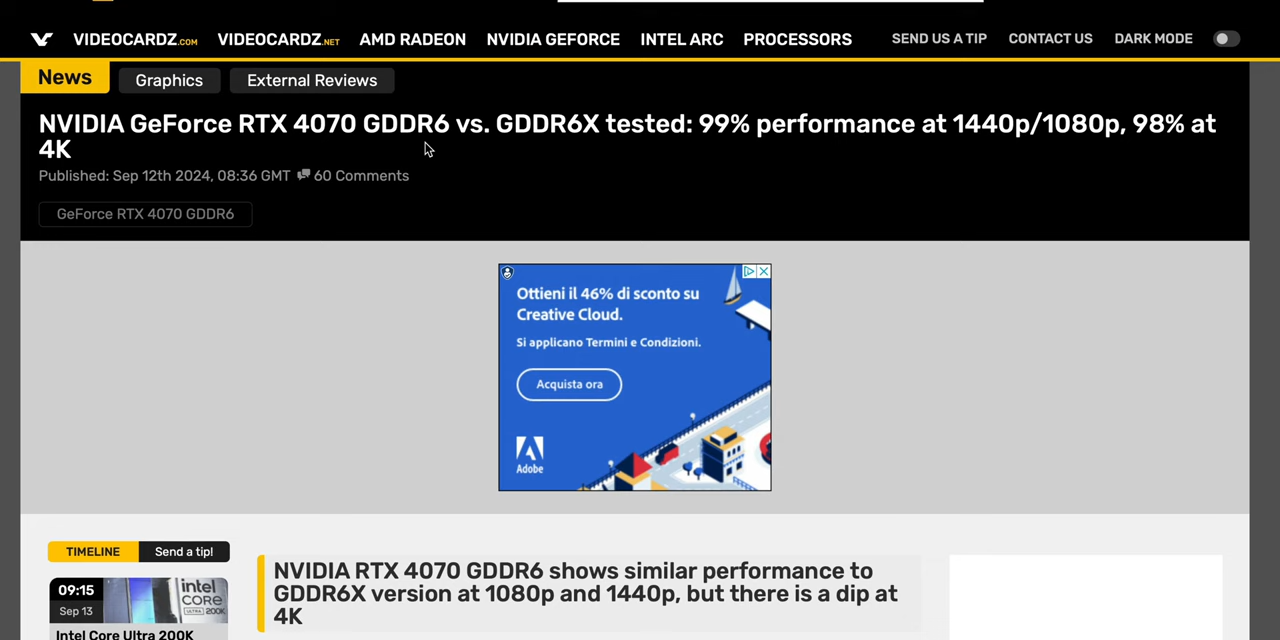 VIDEOCARDZ.COM VIDEOCARDZ.NET AMD RADEON NVIDIA GEFORCE INTEL ARC PROCESSORS SEND US A TIP CONTACT US DARK MODE
News Graphics External Reviews
NVIDIA GeForce RTX 4070 GDDR6 vs. GDDR6X tested: 99% performance at 1440p/1080p, 98% at
4K
Published: Sep 12th 2024, 08:36 GMT 60 Comments
GeForce RTX 4070 GDDR6
Ottieni il 46% di sconto su
Creative Cloud.
Si applicano Termini e Condizioni.
Acquista ora
Adobe
TIMELINE Send a tip!
09:15
Sep 13
intel
CORE
ULTRA 200K
Intel Core Ultra 200K
NVIDIA RTX 4070 GDDR6 shows similar performance to
GDDR6X version at 1080p and 1440p, but there is a dip at
4K